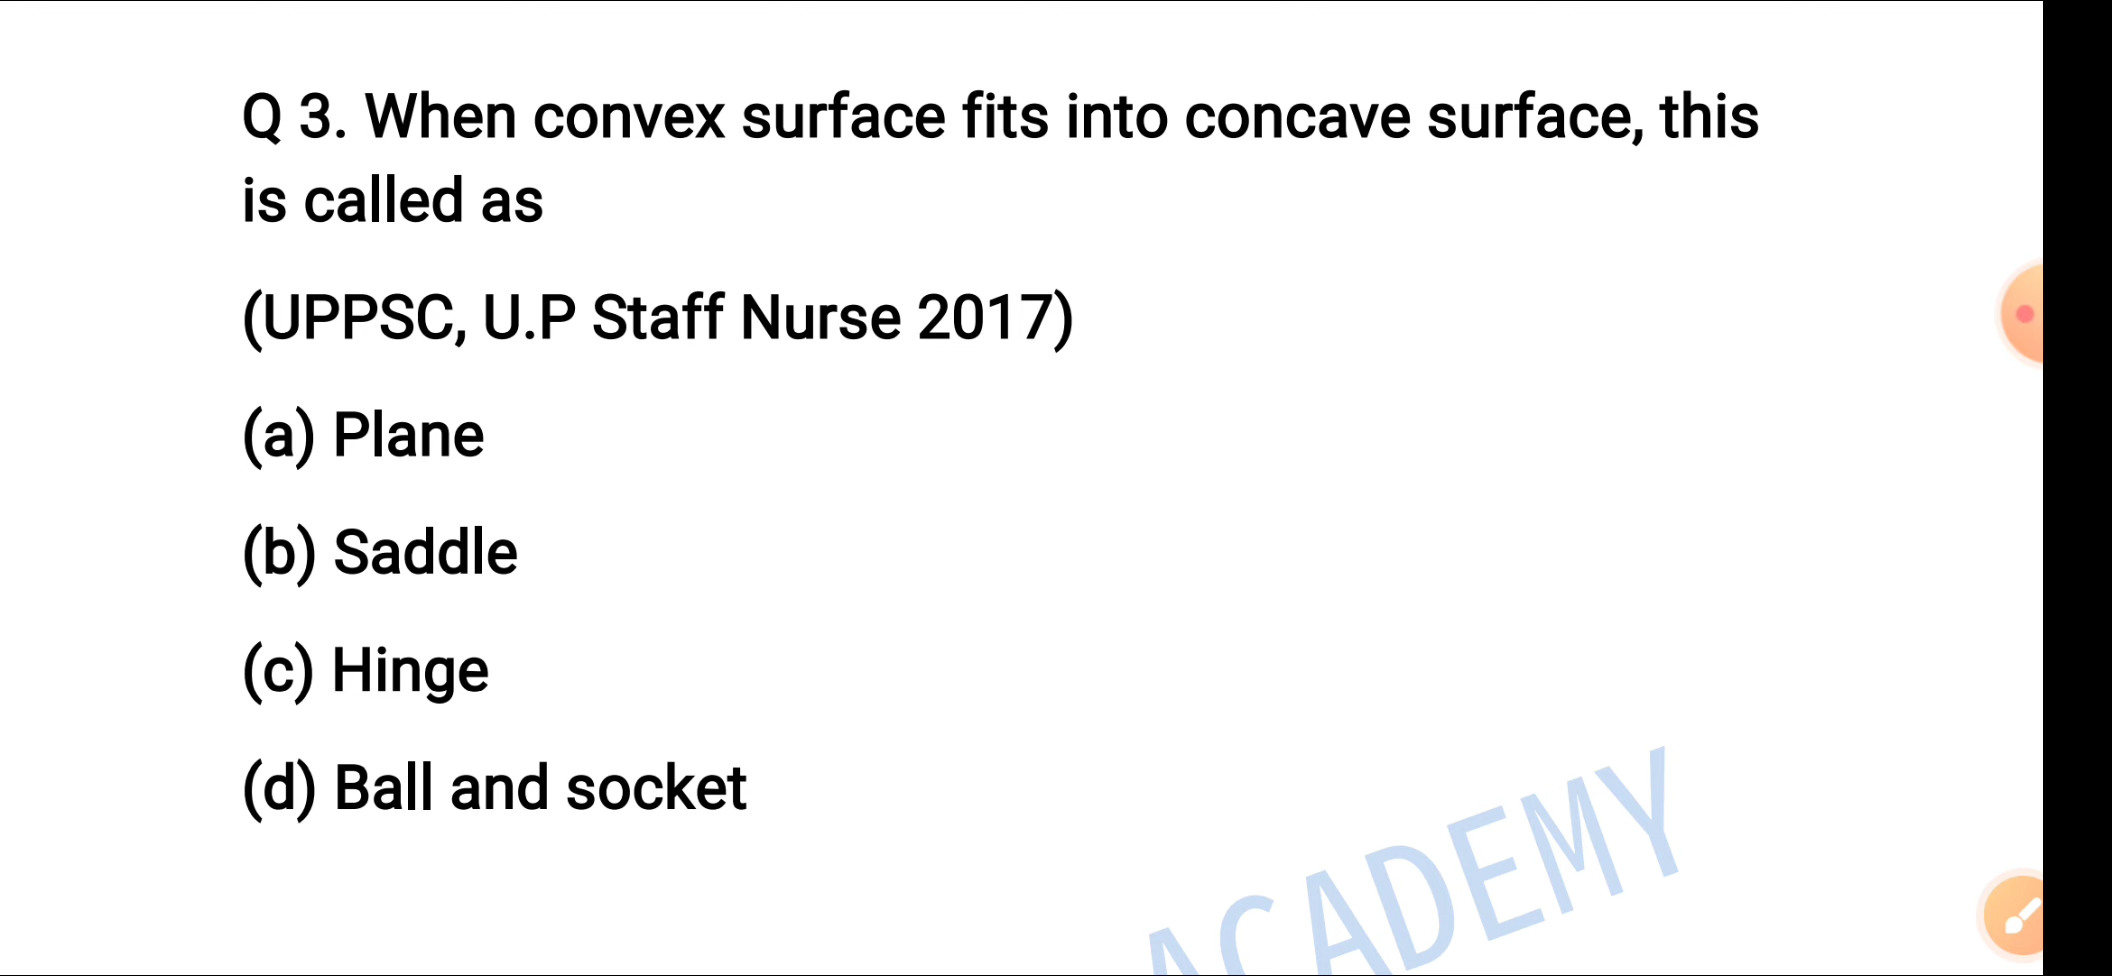 Q 3. When convex surface fits into concave surface, this
is called as
(UPPSC, U.P Staff Nurse 2017)
(a) Plane
(b) Saddle
(c) Hinge
(d) Ball and socket
ACADEMY